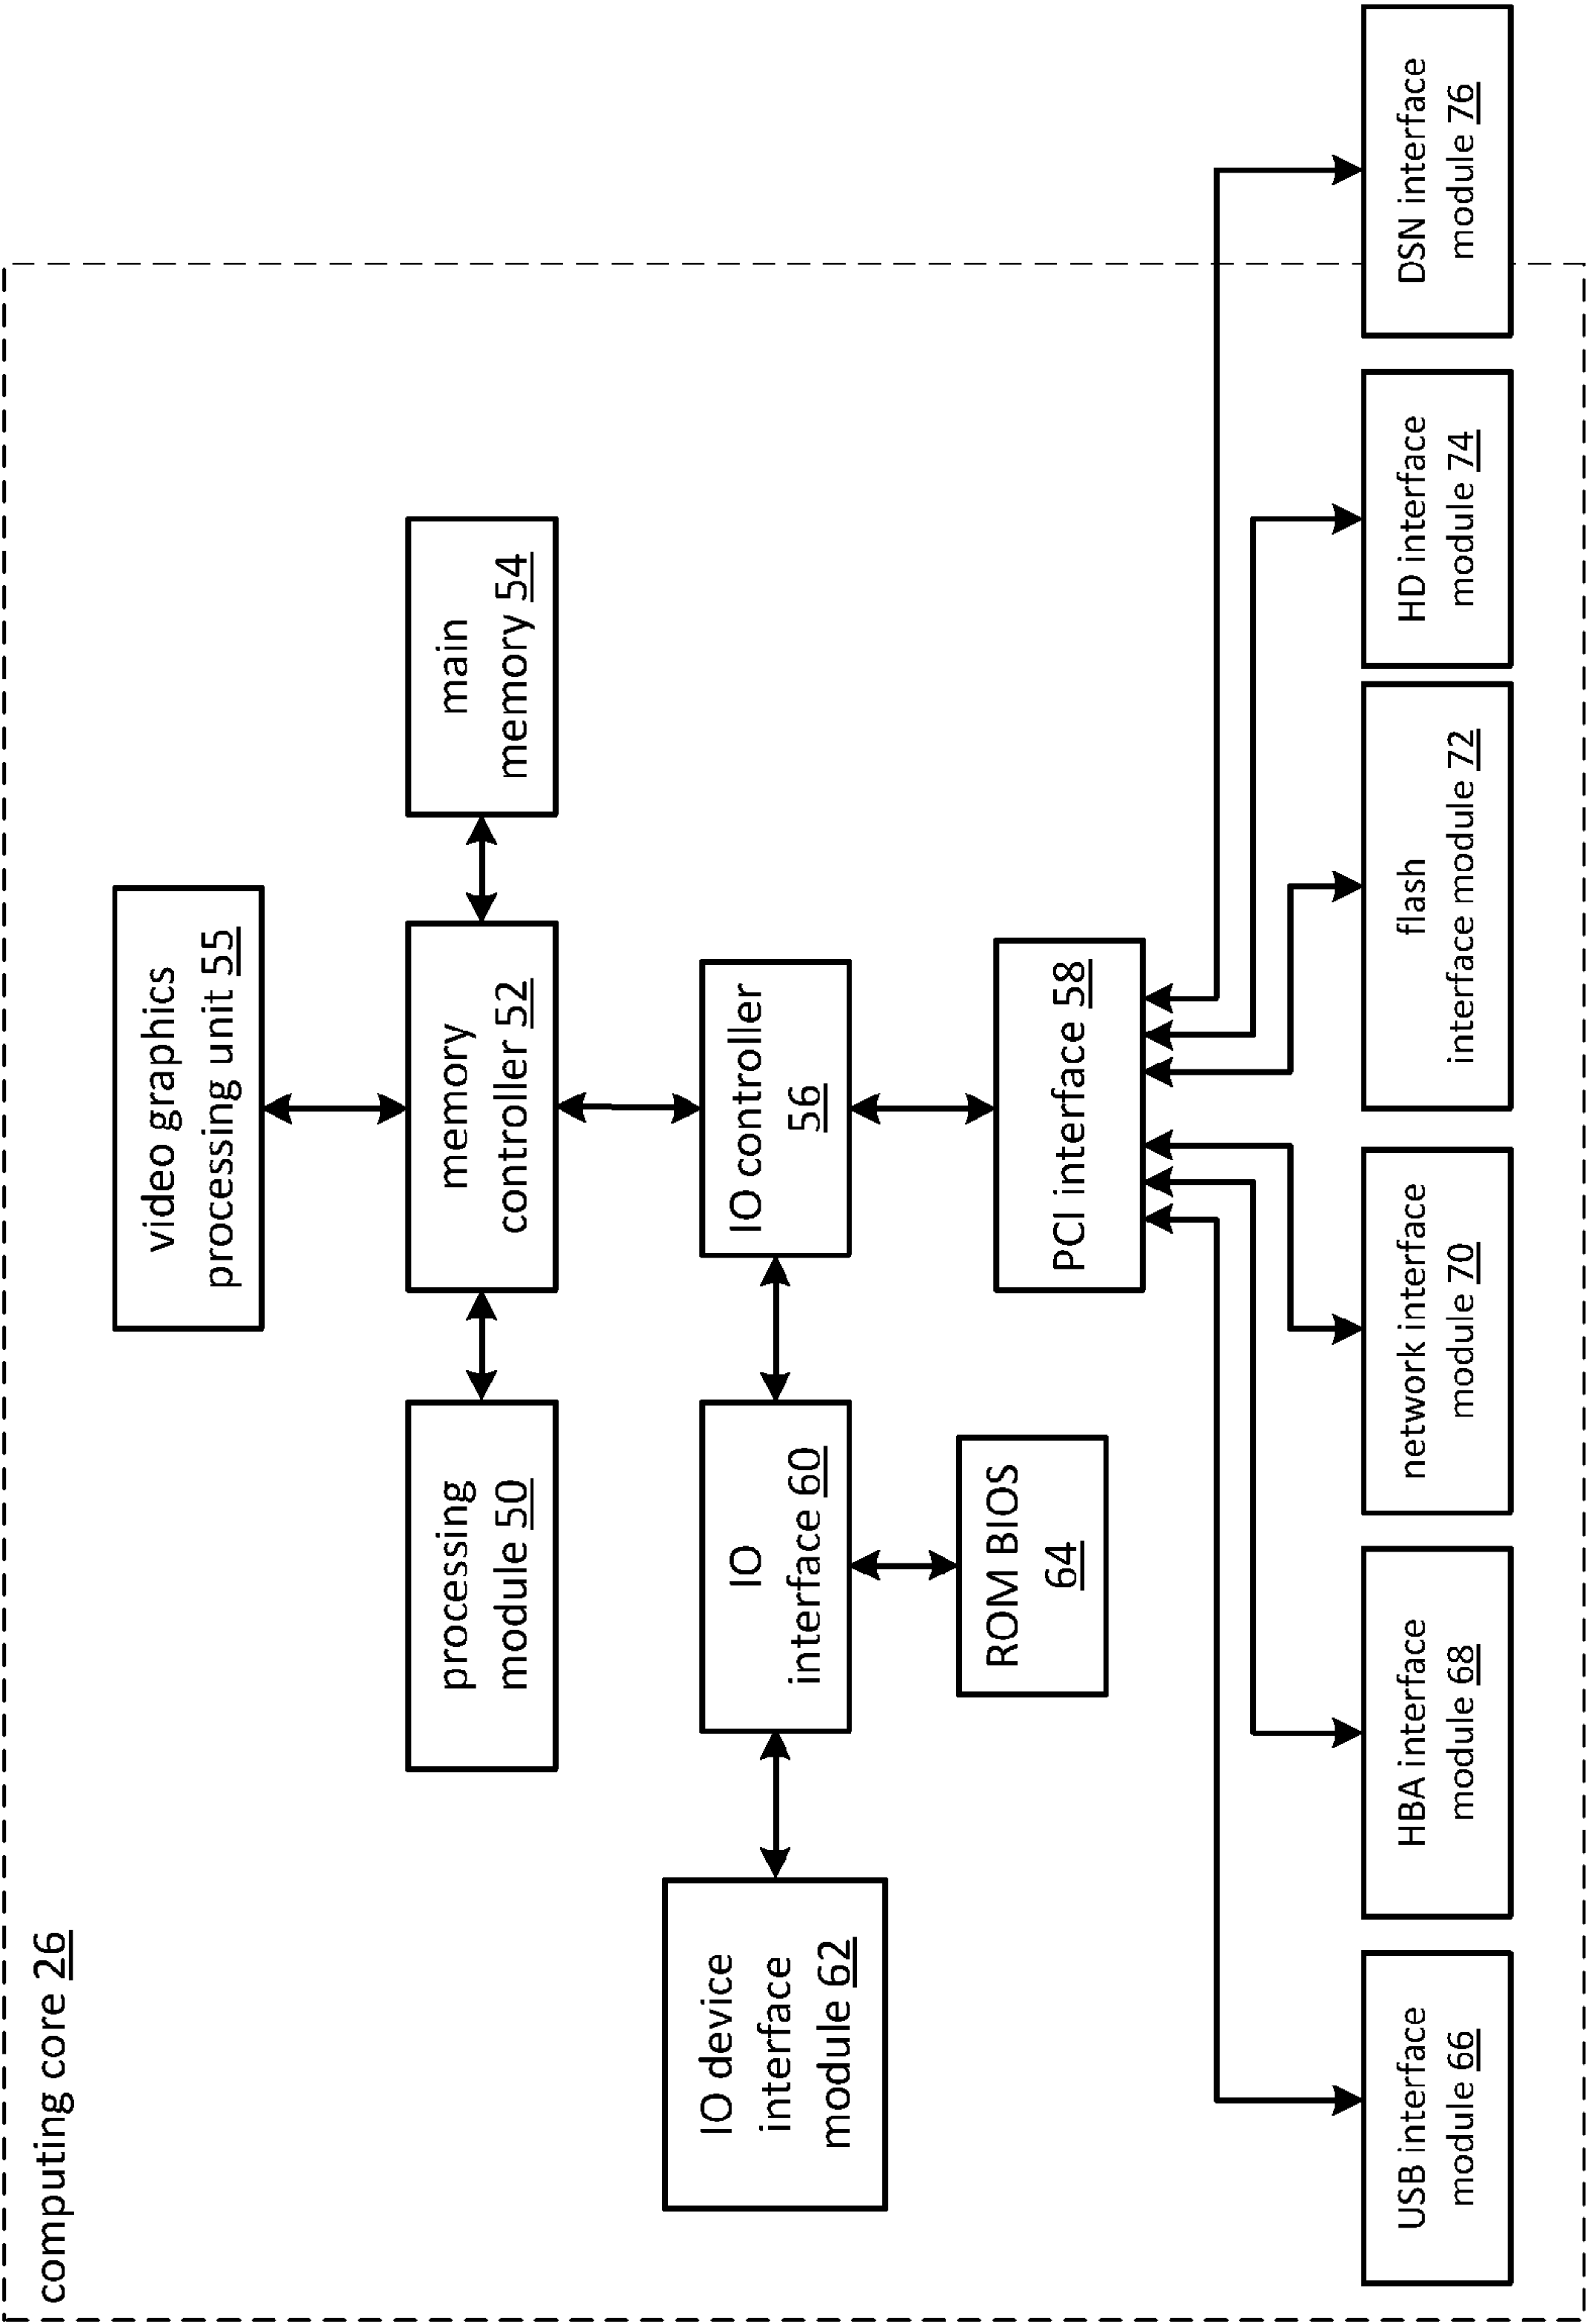 computing core 26
video graphics
processing unit 55
processing
module 50
memory
controller 52
main
memory 54
IO device
interface
module 62
IO
interface 60
IO controller
56
ROM BIOS
64
PCI interface 58
USB interface
module 66
HBA interface
module 68
network interface
module 70
flash
interface module 72
HD interface
module 74
DSN interface
module 76